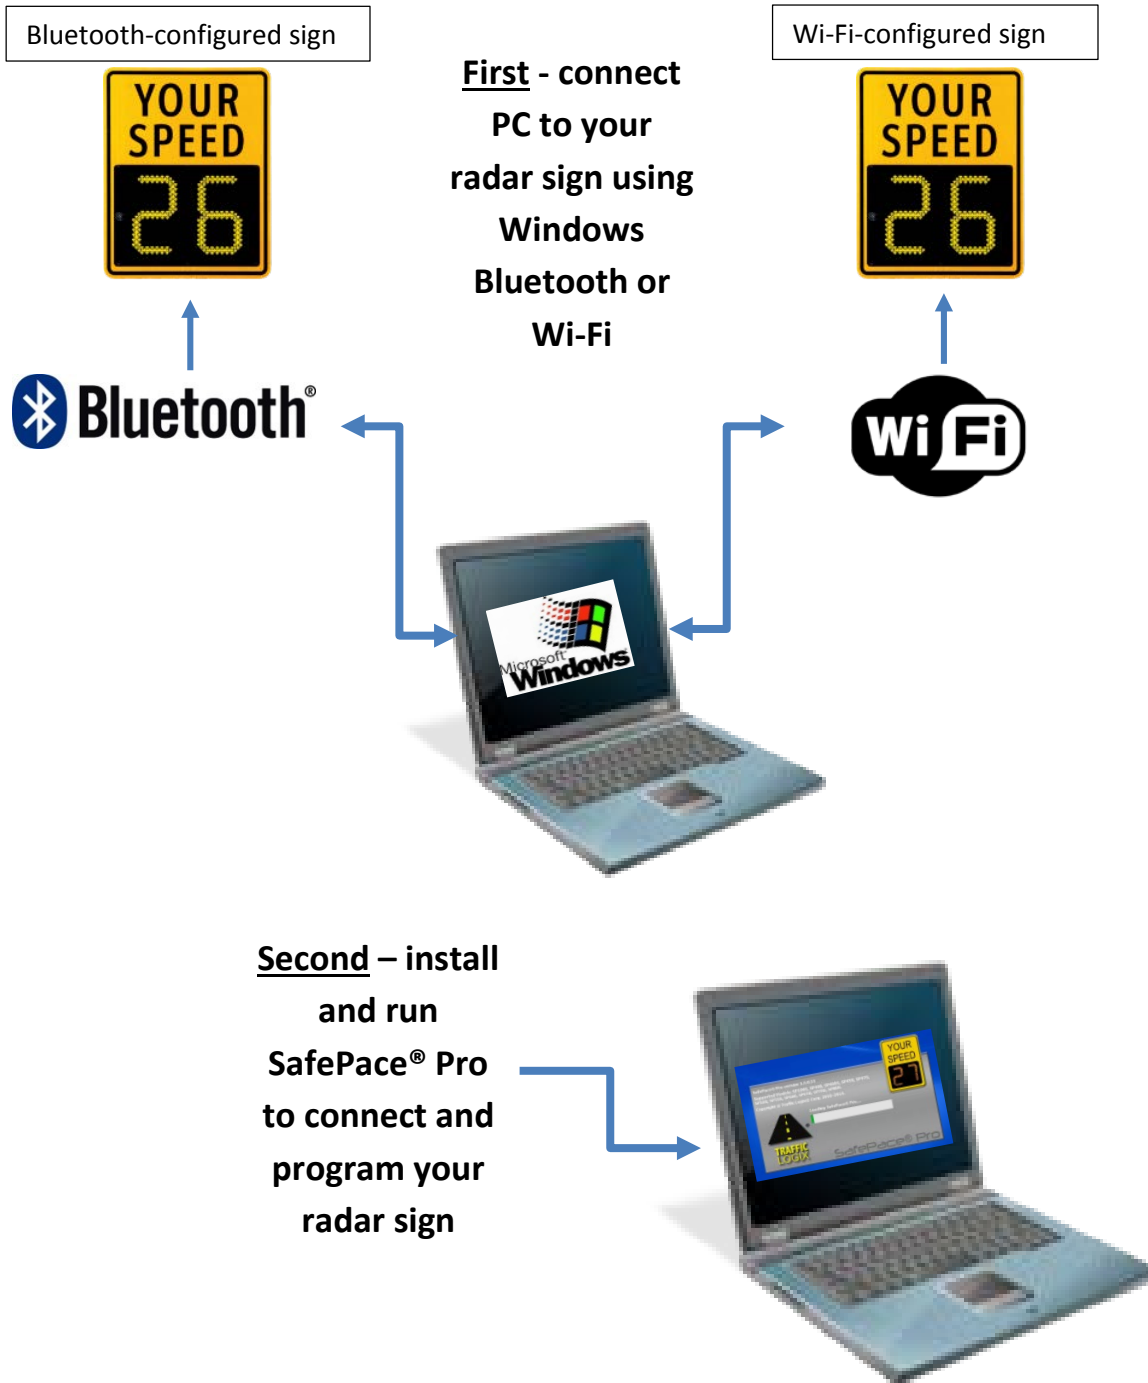 Bluetooth-configured sign
Wi-Fi-configured sign
YOUR
SPEED
26
First - connect
PC to your
radar sign using
Windows
Bluetooth or
Wi-Fi
YOUR
SPEED
26
Bluetooth®
Wi Fi
Microsoft®
Windows
Second – install
and run
SafePace® Pro
to connect and
program your
radar sign
YOUR
SPEED
27
TRAFFIC
LOGIX
SafePace® Pro